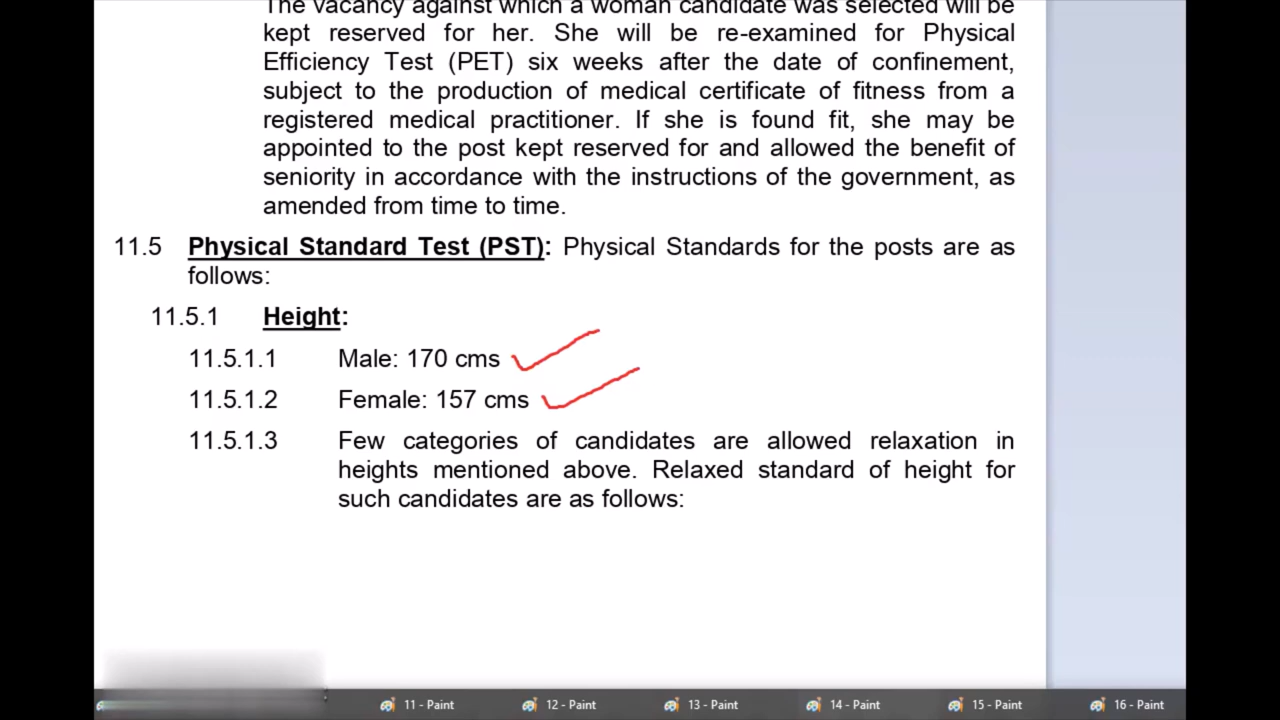 The vacancy against which a woman candidate was selected will be
kept reserved for her. She will be re-examined for Physical
Efficiency Test (PET) six weeks after the date of confinement,
subject to the production of medical certificate of fitness from a
registered medical practitioner. If she is found fit, she may be
appointed to the post kept reserved for and allowed the benefit of
seniority in accordance with the instructions of the government, as
amended from time to time.
11.5 Physical Standard Test (PST): Physical Standards for the posts are as
follows:
11.5.1 Height:
11.5.1.1 Male: 170 cms
11.5.1.2 Female: 157 cms
11.5.1.3 Few categories of candidates are allowed relaxation in
heights mentioned above. Relaxed standard of height for
such candidates are as follows:
11 - Paint 12 - Paint 13 - Paint 14 - Paint 15 - Paint 16 - Paint